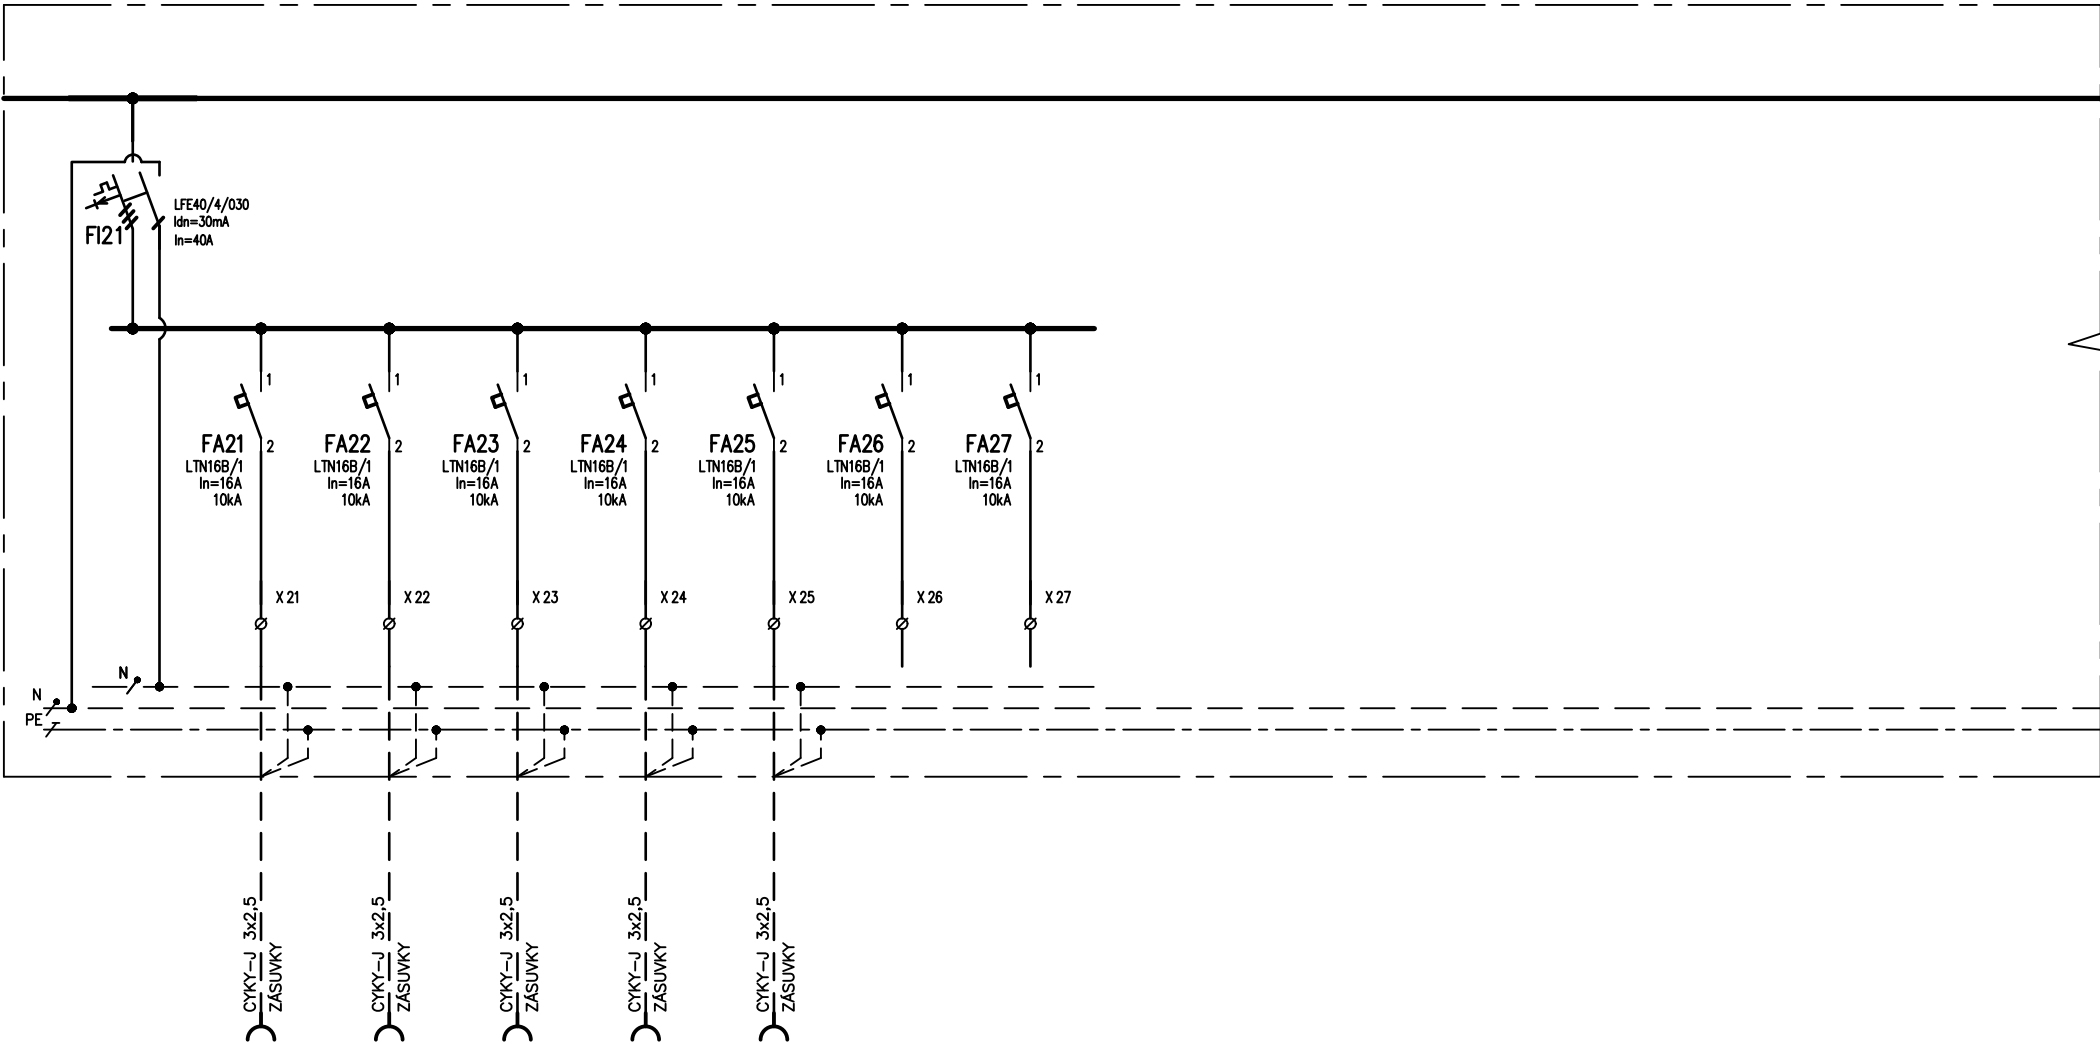 LFE40/4/030
Idn=30mA
In=40A
FI21
1
1
1
1
1
1
1
2
2
2
2
2
2
2
FA21
LTN16B/1
In=16A
10kA
FA22
LTN16B/1
In=16A
10kA
FA23
LTN16B/1
In=16A
10kA
FA24
LTN16B/1
In=16A
10kA
FA25
LTN16B/1
In=16A
10kA
FA26
LTN16B/1
In=16A
10kA
FA27
LTN16B/1
In=16A
10kA
X 21
X 22
X 23
X 24
X 25
X 26
X 27
N
N
PE
CYKY-J 3x2,5
ZÁSUVKY
CYKY-J 3x2,5
ZÁSUVKY
CYKY-J 3x2,5
ZÁSUVKY
CYKY-J 3x2,5
ZÁSUVKY
CYKY-J 3x2,5
ZÁSUVKY